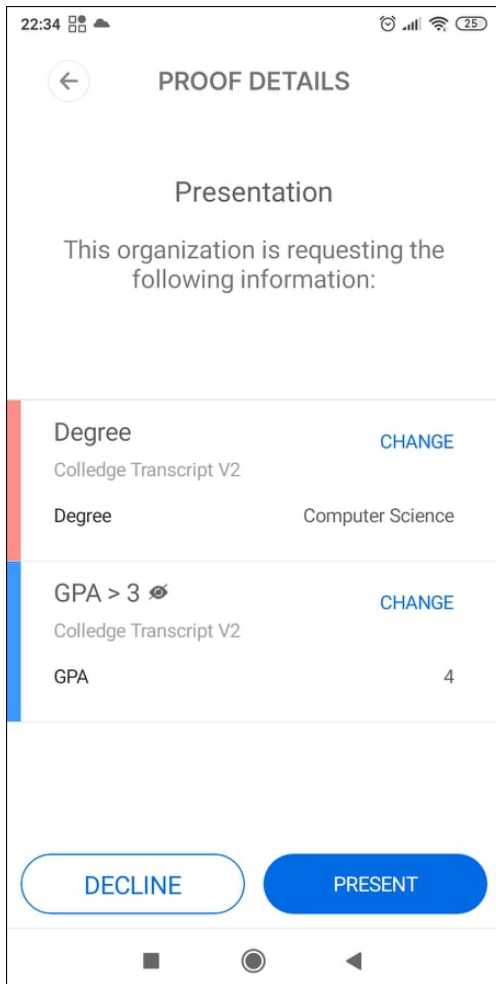 22:34 25
PROOF DETAILS
Presentation
This organization is requesting the
following information:
Degree
CHANGE
Colledge Transcript V2
Degree Computer Science
GPA > 3
CHANGE
Colledge Transcript V2
GPA 4
DECLINE PRESENT